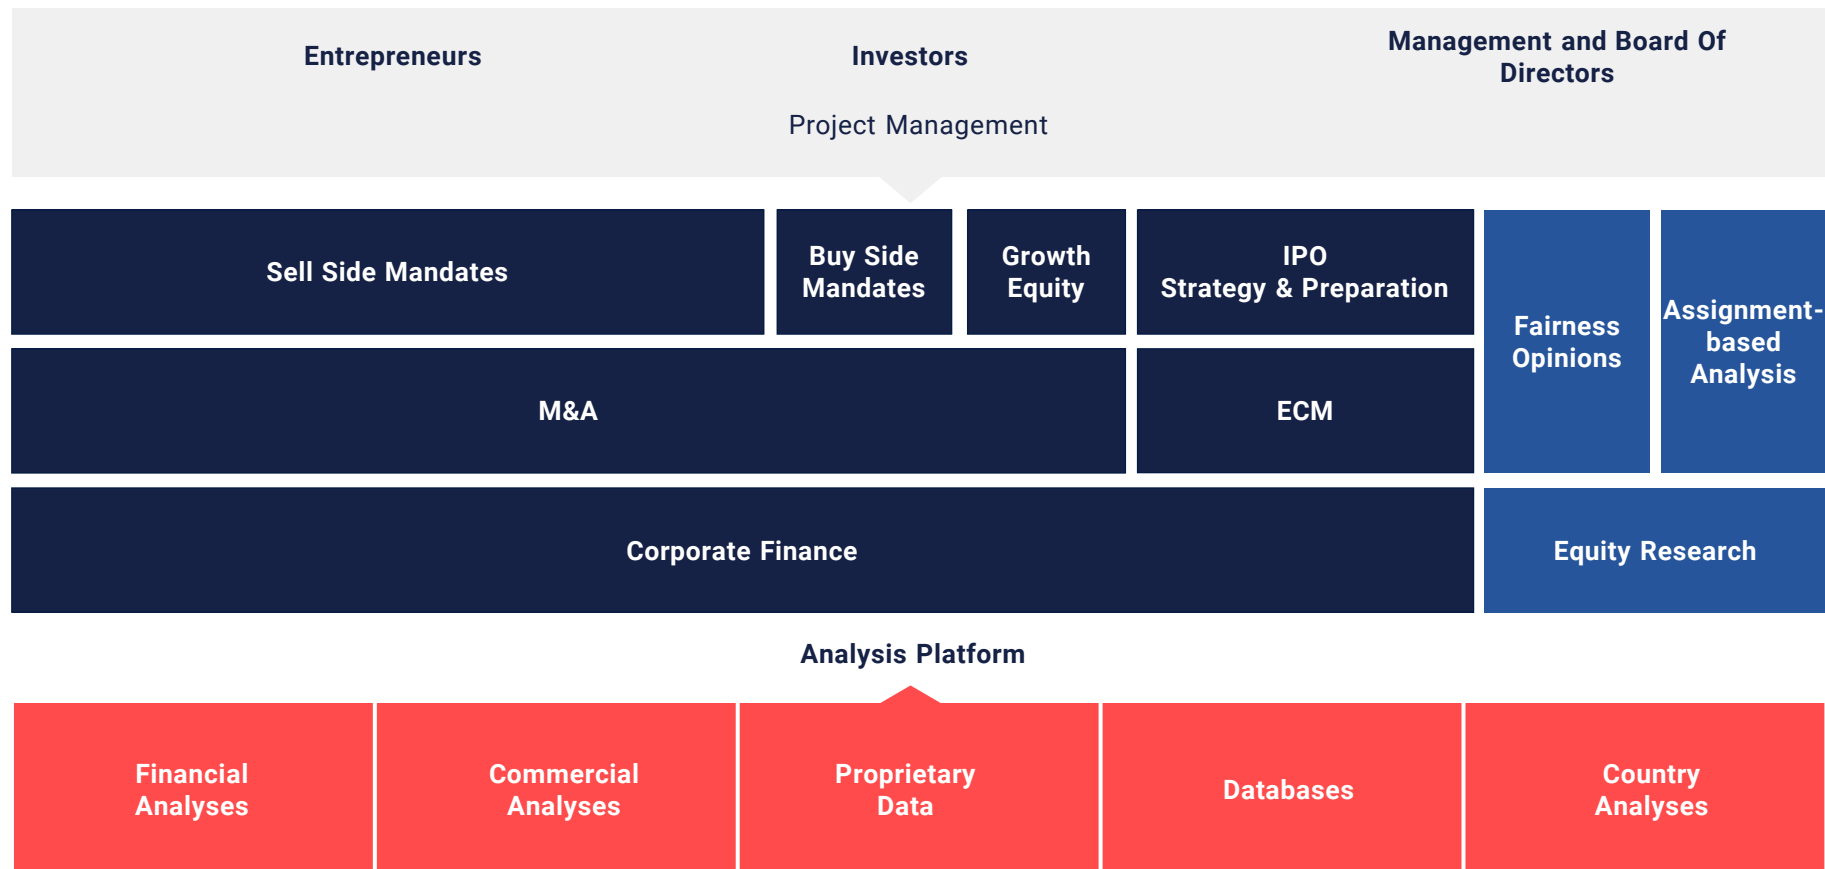 Entrepreneurs
Investors
Management and Board Of
Directors
Project Management
Sell Side Mandates
Buy Side
Mandates
Growth
Equity
IPO
Strategy & Preparation
Fairness
Opinions
Assignment-
based
Analysis
M&A
ECM
Corporate Finance
Equity Research
Analysis Platform
Financial
Analyses
Commercial
Analyses
Proprietary
Data
Databases
Country
Analyses